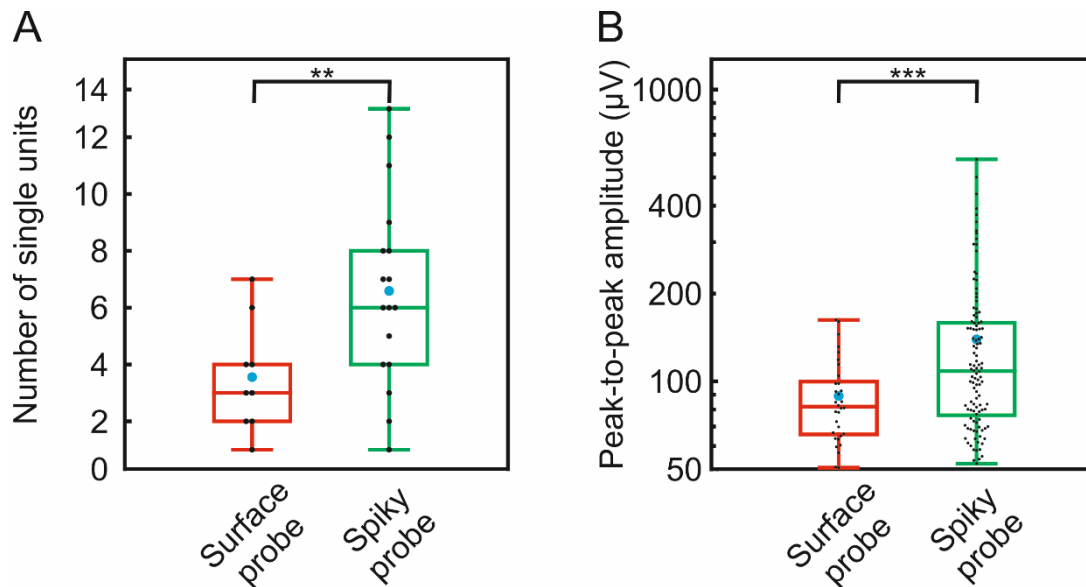 A
Number of single units
14
12
10
8
6
4
2
0
**
Surface
probe
Spiky
probe
B
Peak-to-peak amplitude (µV)
1000
400
200
100
50
***
Surface
probe
Spiky
probe